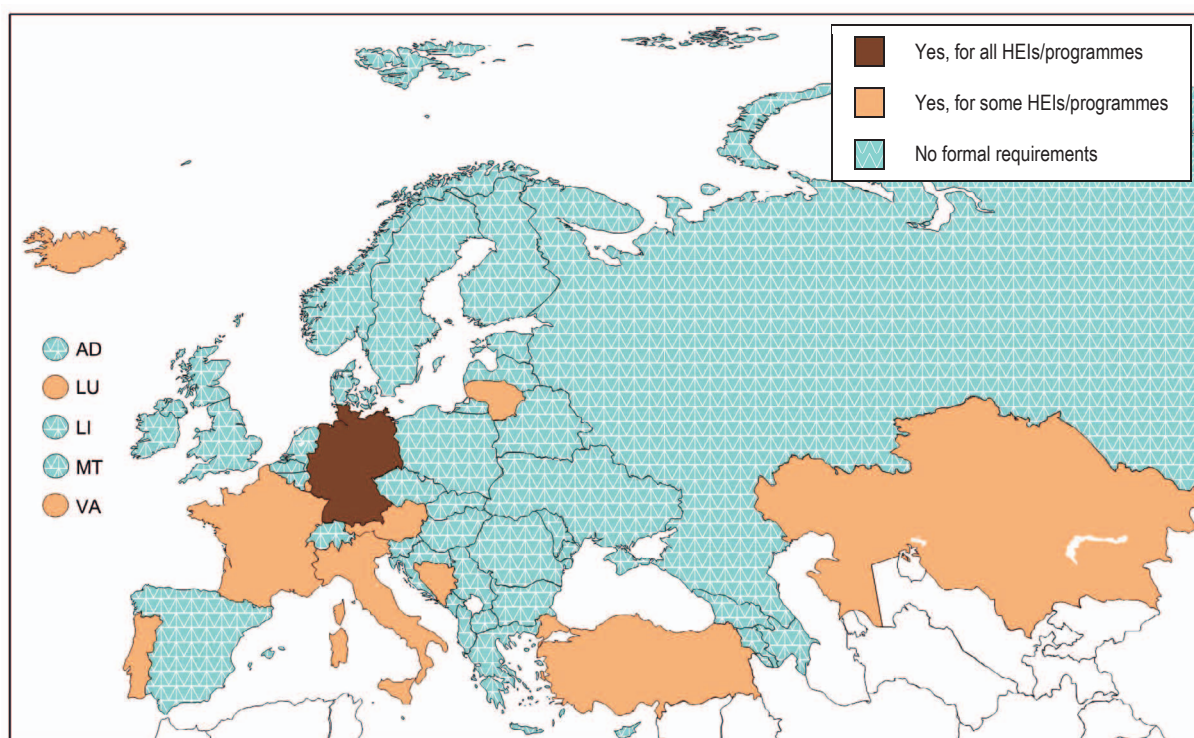 Yes, for all HEIs/programmes
Yes, for some HEIs/programmes
No formal requirements
AD
LU
LI
MT
VA